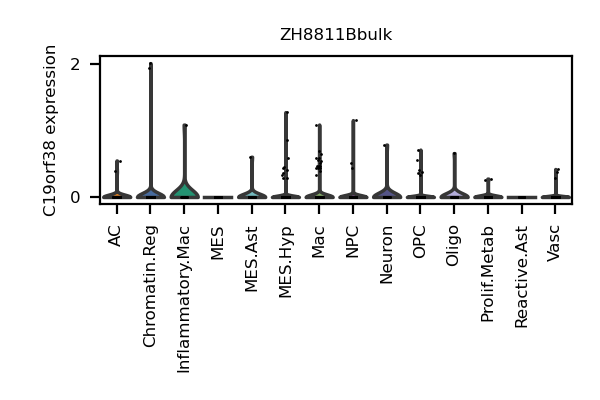 ZH8811Bbulk
C19orf38 expression
2
0
AC
Chromatin.Reg
Inflammatory.Mac
MES
MES.Ast
MES.Hyp
Mac
NPC
Neuron
OPC
Oligo
Prolif.Metab
Reactive.Ast
Vasc